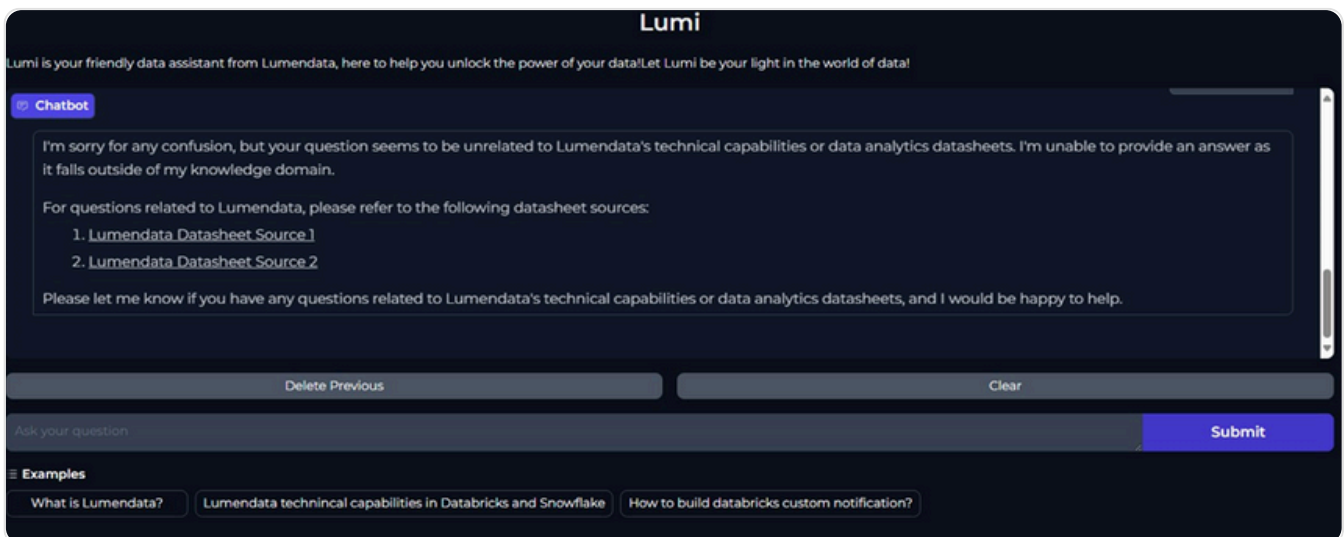 Lumi
Lumi is your friendly data assistant from Lumendata, here to help you unlock the power of your data!Let Lumi be your light in the world of data!
Chatbot
I'm sorry for any confusion, but your question seems to be unrelated to Lumendata's technical capabilities or data analytics datasheets. I'm unable to provide an answer as
it falls outside of my knowledge domain.
For questions related to Lumendata, please refer to the following datasheet sources:
1. Lumendata Datasheet Source 1
2. Lumendata Datasheet Source 2
Please let me know if you have any questions related to Lumendata's technical capabilities or data analytics datasheets, and I would be happy to help.
Delete Previous
Clear
Ask your question
Submit
Examples
What is Lumendata?
Lumendata technincal capabilities in Databricks and Snowflake
How to build databricks custom notification?